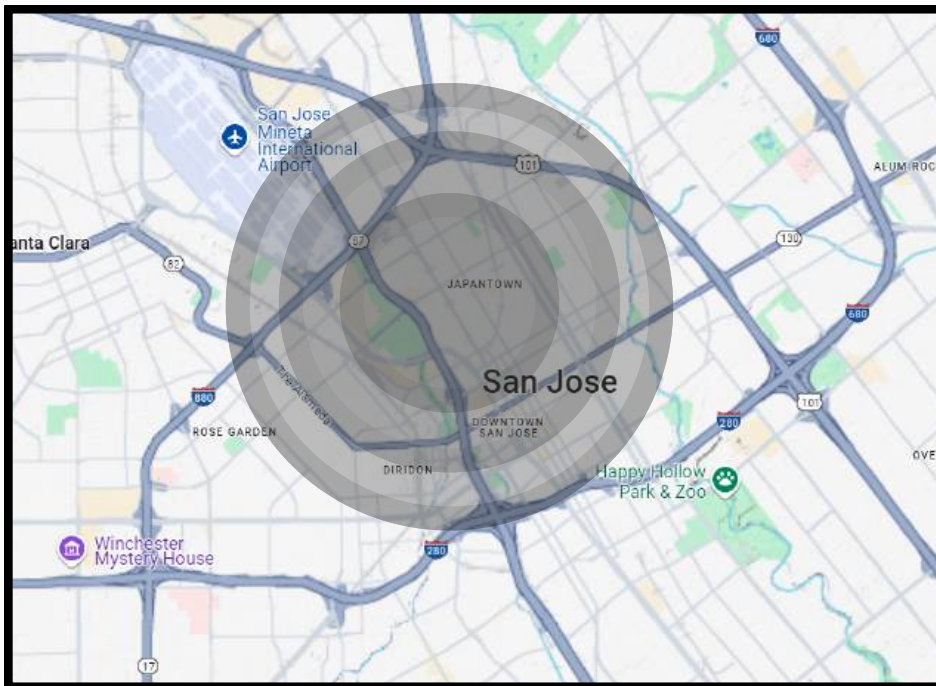 680
San Jose
Mineta
International
Airport
101
ALUM ROC
anta Clara
87
130
82
JAPANTOWN
680
San Jose
The Alameda
880
101
ROSE GARDEN
DOWNTOWN
SAN JOSE
280
DIRIDON
OVE
Happy Hollow
Park & Zoo
Winchester
Mystery House
280
17